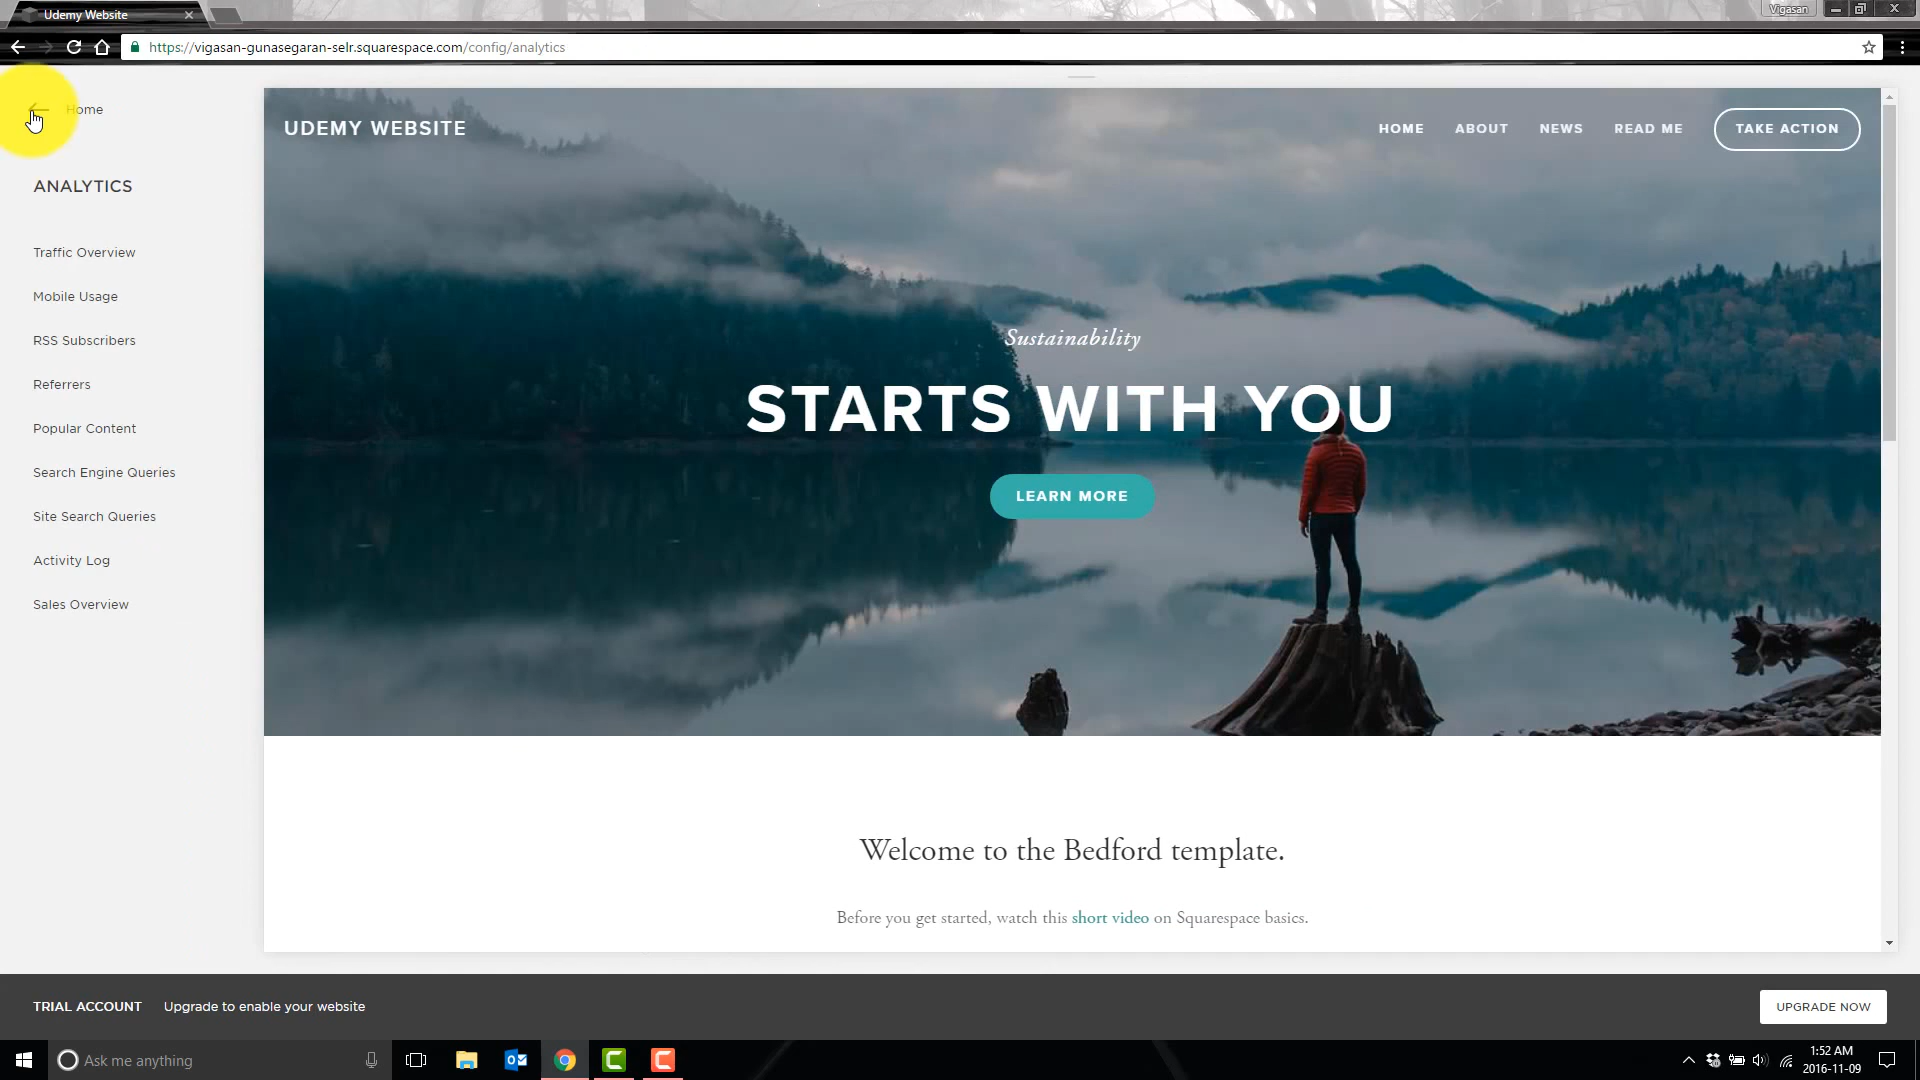 Udemy Website
Vigasan
https://vigasan-gunasegaran-selr.squarespace.com/config/analytics
Home
ANALYTICS
Traffic Overview
Mobile Usage
RSS Subscribers
Referrers
Popular Content
Search Engine Queries
Site Search Queries
Activity Log
Sales Overview
UDEMY WEBSITE
HOME ABOUT NEWS READ ME TAKE ACTION
Sustainability
STARTS WITH YOU
LEARN MORE
Welcome to the Bedford template.
Before you get started, watch this short video on Squarespace basics.
TRIAL ACCOUNT Upgrade to enable your website
UPGRADE NOW
Ask me anything
1:52 AM
2016-11-09